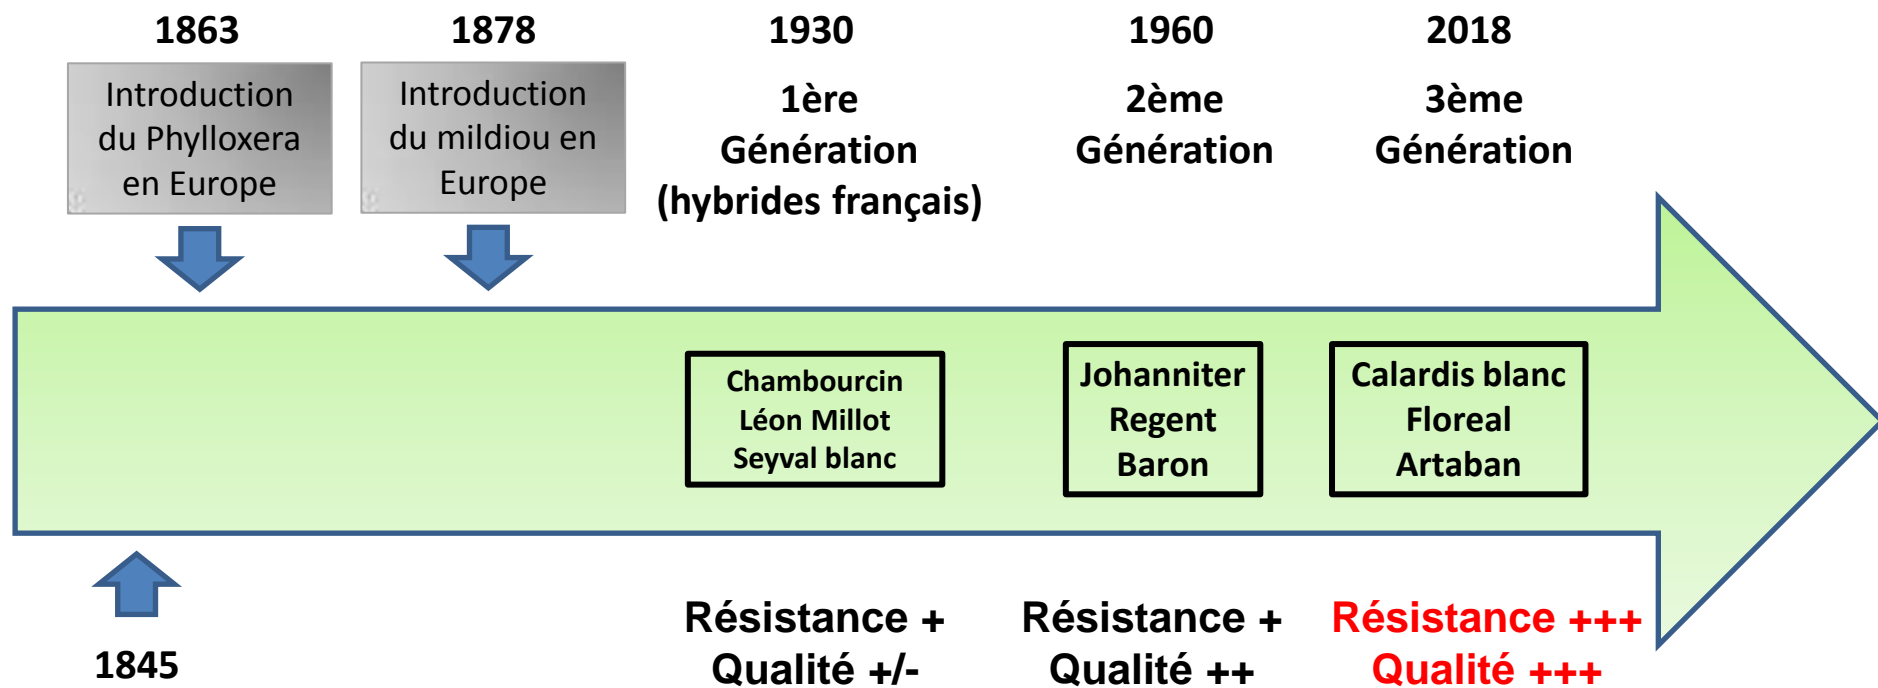 1863
Introduction
du Phylloxera
en Europe
1878
Introduction
du mildiou en
Europe
1930
1ère
Génération
(hybrides français)
1960
2ème
Génération
2018
3ème
Génération
Chambourcin
Léon Millot
Seyval blanc
Johanniter
Regent
Baron
Calardis blanc
Floreal
Artaban
1845
Résistance +
Qualité +/-
Résistance +
Qualité ++
Résistance +++
Qualité +++